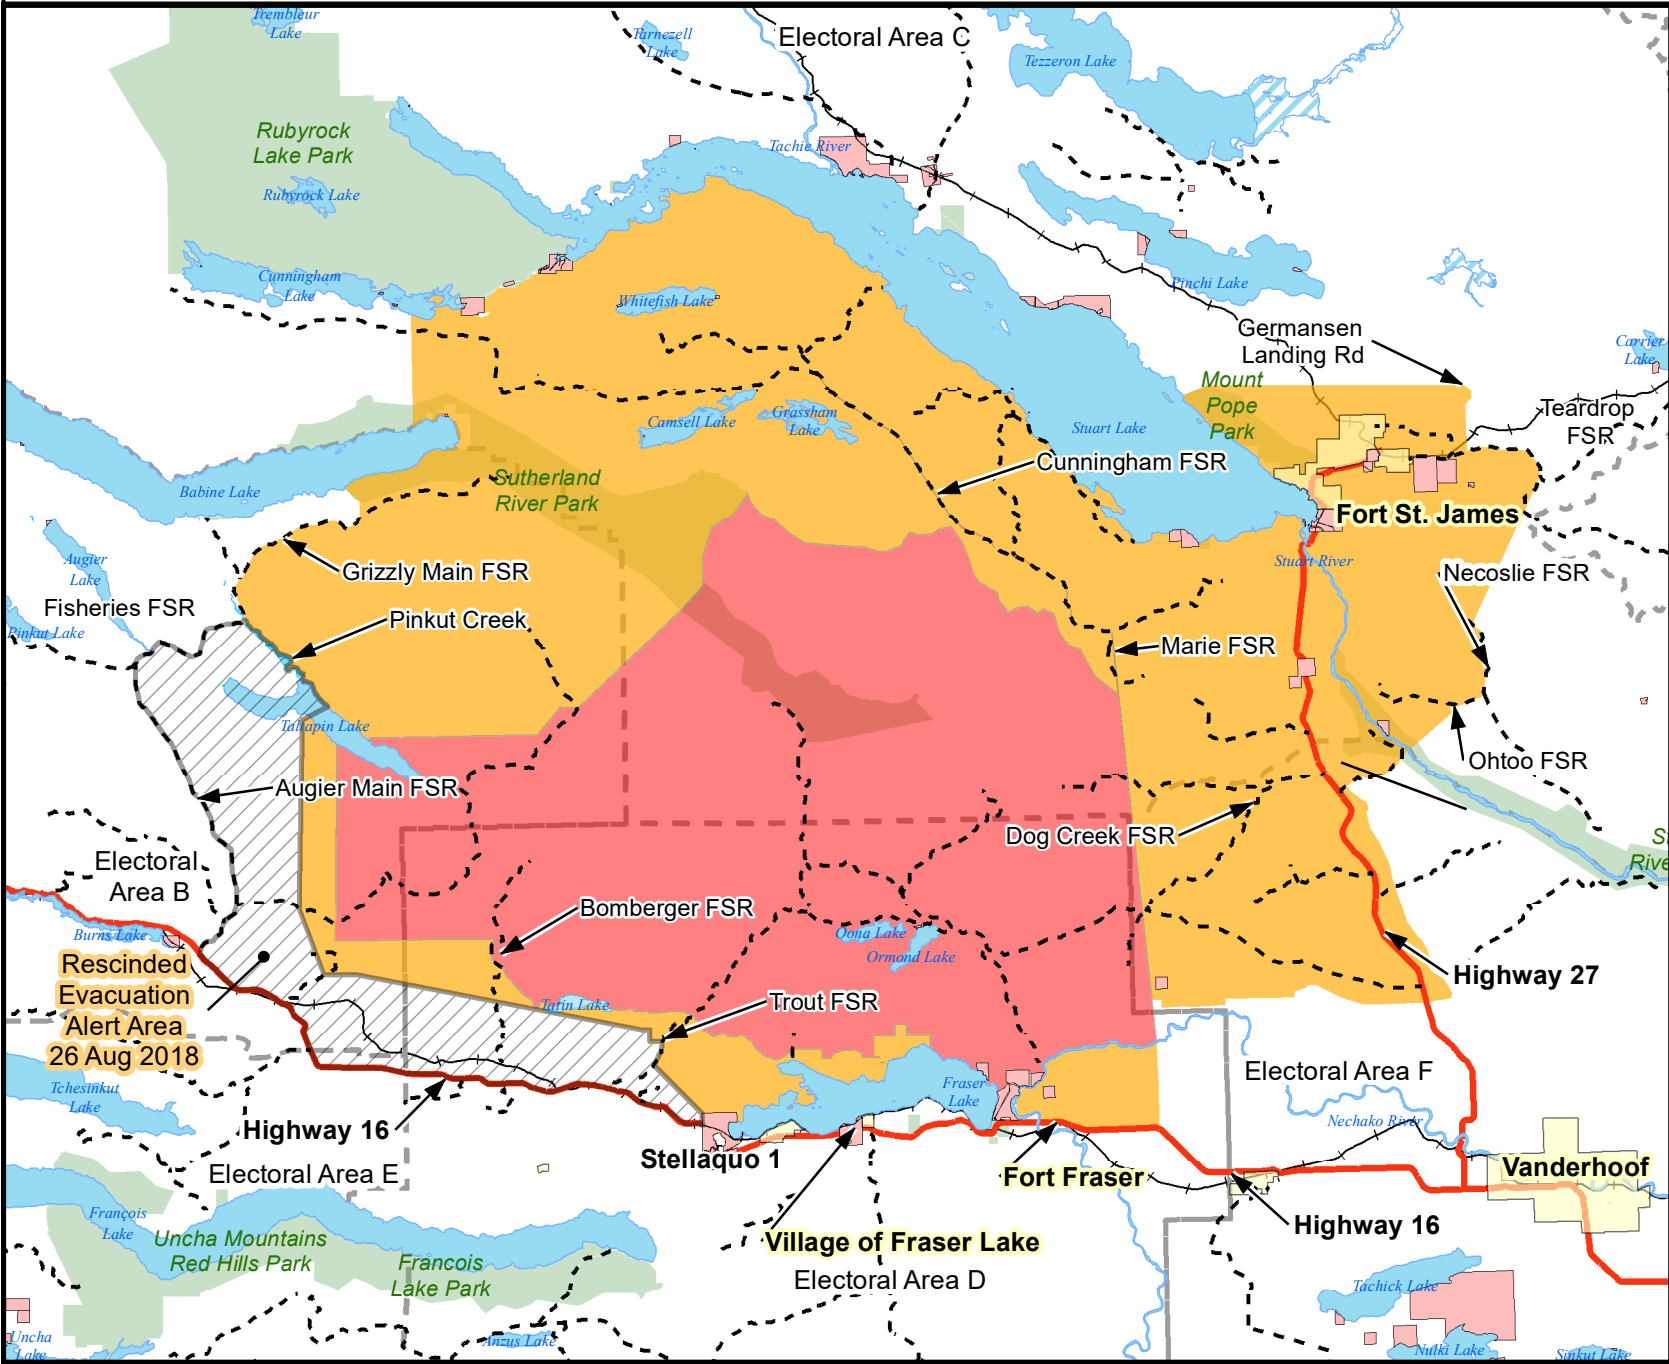 Trembleur
Lake
Tarnezell
Lake
Electoral Area C
Tezzeron Lake
Rubyrock
Lake Park
Tachie River
Rubyrock Lake
Cunningham
Lake
Whitefish Lake
Pinchi Lake
Germansen
Landing Rd
Carrier
Lake
Mount
Pope
Park
Teardrop
FSR
Camsell Lake
Grassham
Lake
Stuart Lake
Cunningham FSR
Sutherland
River Park
Babine Lake
Fort St. James
Augier
Lake
Grizzly Main FSR
Stuart River
Necoslie FSR
Fisheries FSR
Pinkut Creek
Pinkut Lake
Marie FSR
Taltapin Lake
Ohtoo FSR
Augier Main FSR
Dog Creek FSR
St
Rive
Electoral
Area B
Bomberger FSR
Burns Lake
Oona Lake
Ormond Lake
Rescinded
Evacuation
Alert Area
26 Aug 2018
Highway 27
Tatin Lake
Trout FSR
Electoral Area F
Tchesinkut
Lake
Fraser
Lake
Nechako River
Highway 16
Stellaquo 1
Electoral Area E
Fort Fraser
Vanderhoof
François
Lake
Highway 16
Uncha Mountains
Red Hills Park
Village of Fraser Lake
Francois
Lake Park
Electoral Area D
Tachick Lake
Uncha
Lake
Anzus Lake
Nulki Lake
Sinkut Lake